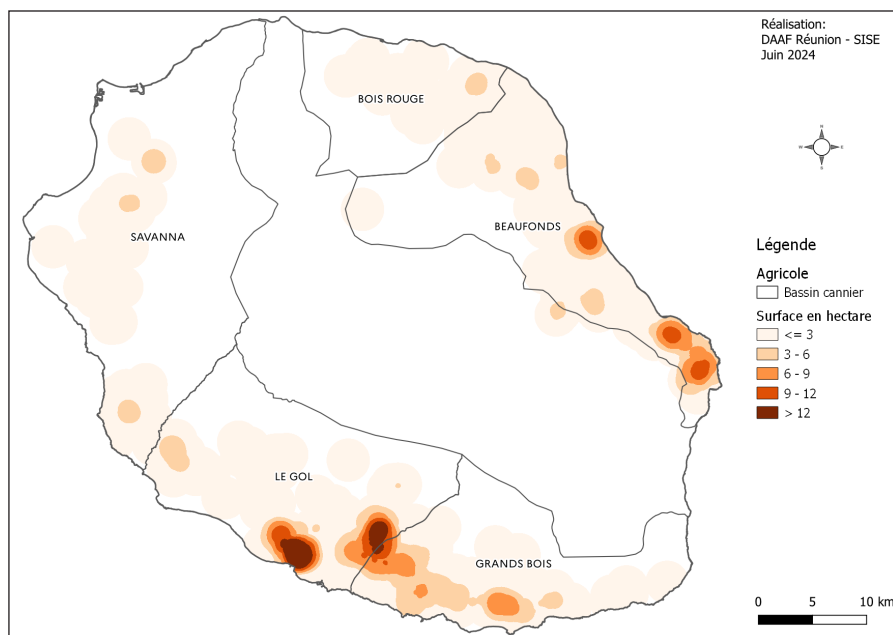 Réalisation:
DAAF Réunion - SISE
Juin 2024
BOIS ROUGE
N
W
E
S
SAVANNA
BEAUFONDS
Légende
Agricole
Bassin cannier
Surface en hectare
<= 3
3 - 6
6 - 9
9 - 12
> 12
LE GOL
GRANDS BOIS
0 5 10 km